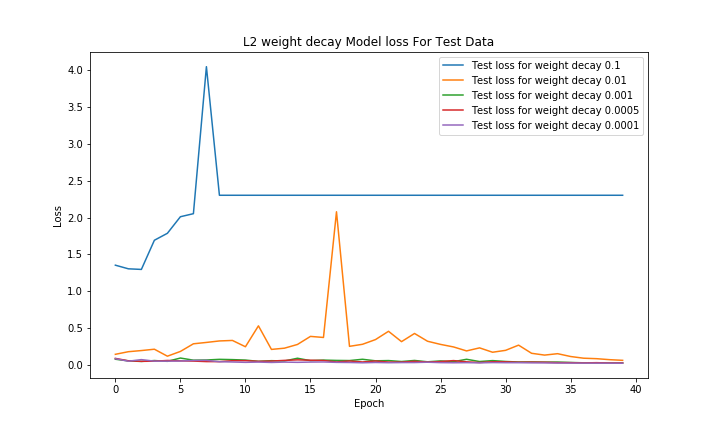 L2 weight decay Model loss For Test Data
Test loss for weight decay 0.1
Test loss for weight decay 0.01
Test loss for weight decay 0.001
Test loss for weight decay 0.0005
Test loss for weight decay 0.0001
4.0
3.5
3.0
2.5
2.0
1.5
1.0
0.5
0.0
Loss
0 5 10 15 20 25 30 35 40
Epoch